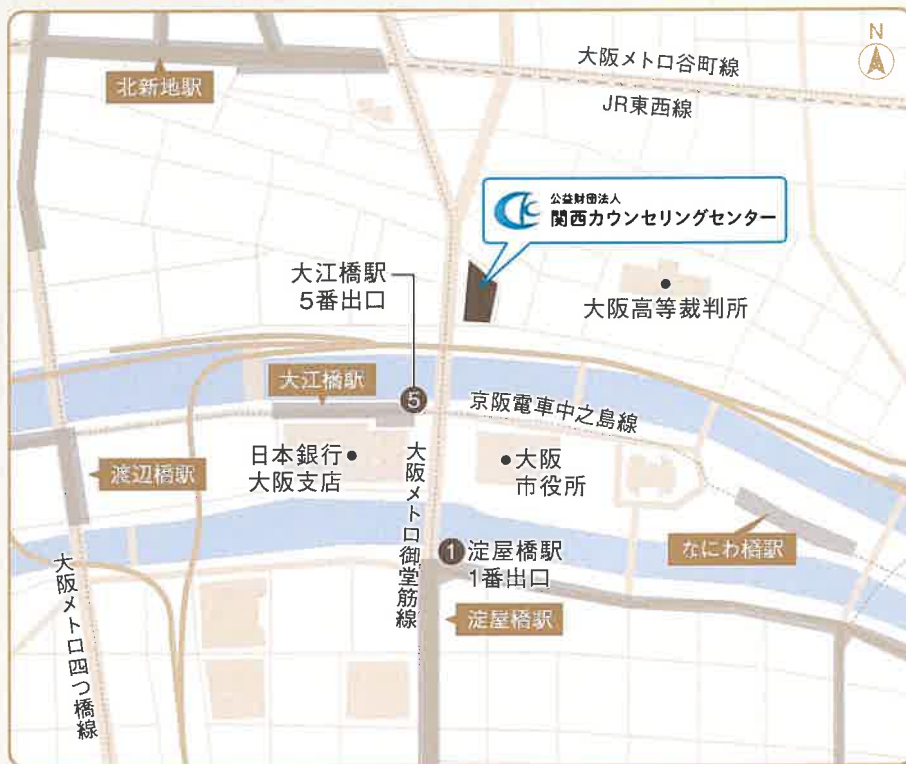 N
大阪メトロ谷町線
JR東西線
北新地駅
公益財団法人
関西カウンセリングセンター
大江橋駅
5番出口
大阪高等裁判所
大江橋駅
5
京阪電車中之島線
日本銀行
大阪支店
大阪メトロ御堂筋線
大阪
市役所
渡辺橋駅
なにわ橋駅
1
淀屋橋駅
1番出口
淀屋橋駅
大阪メトロ四つ橋線